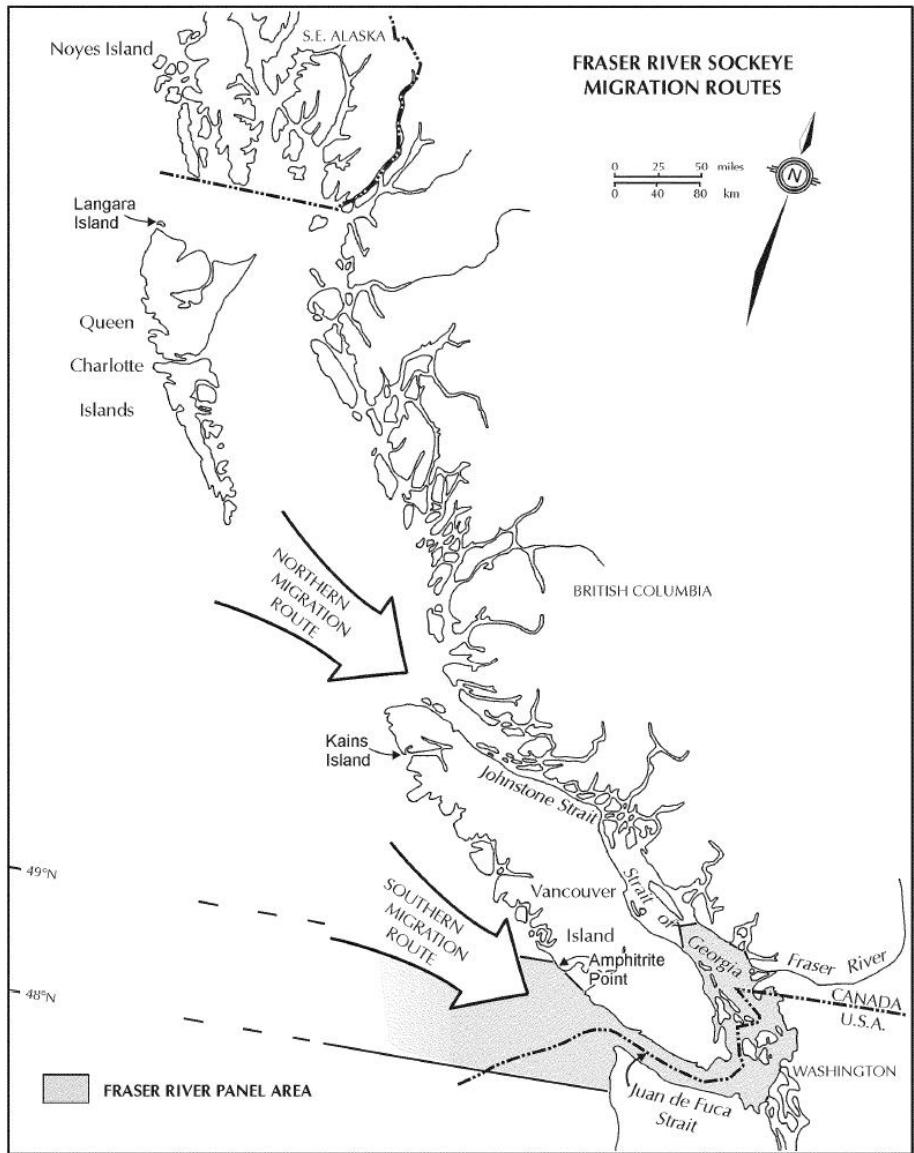 Noyes Island
S.E. ALASKA
FRASER RIVER SOCKEYE
MIGRATION ROUTES
0 25 50 miles
0 40 80 km
N
Langara
Island
Queen
Charlotte
Islands
NORTHERN
MIGRATION
ROUTE
BRITISH COLUMBIA
Kains
Island
Johnstone Strait
49°N
SOUTHERN
MIGRATION
ROUTE
Vancouver
Island
Strait of
Georgia
Amphitrite
Point
Fraser River
48°N
CANADA
U.S.A.
WASHINGTON
FRASER RIVER PANEL AREA
Juan de Fuca
Strait